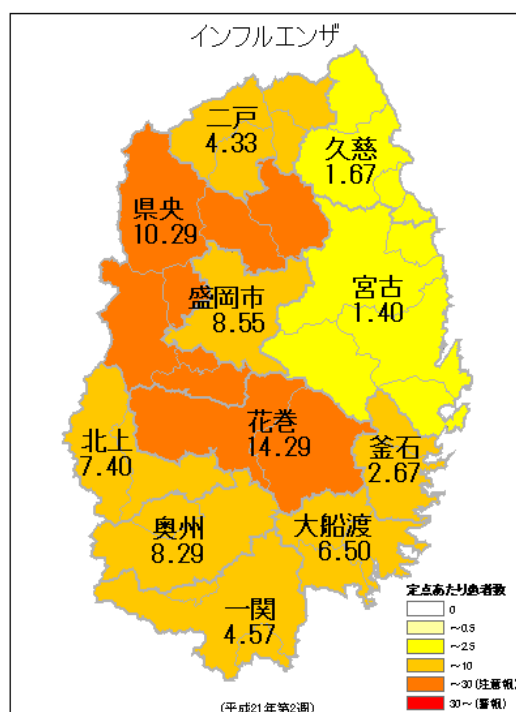 インフルエンザ
二戸
4.33
久慈
1.67
県央
10.29
盛岡市
8.55
宮古
1.40
花巻
14.29
北上
7.40
釜石
2.67
奥州
8.29
大船渡
6.50
一関
4.57
定点あたり患者数
0
～0.5
～2.5
～10
～30(注意報)
30～(警報)
(平成21年第2週)